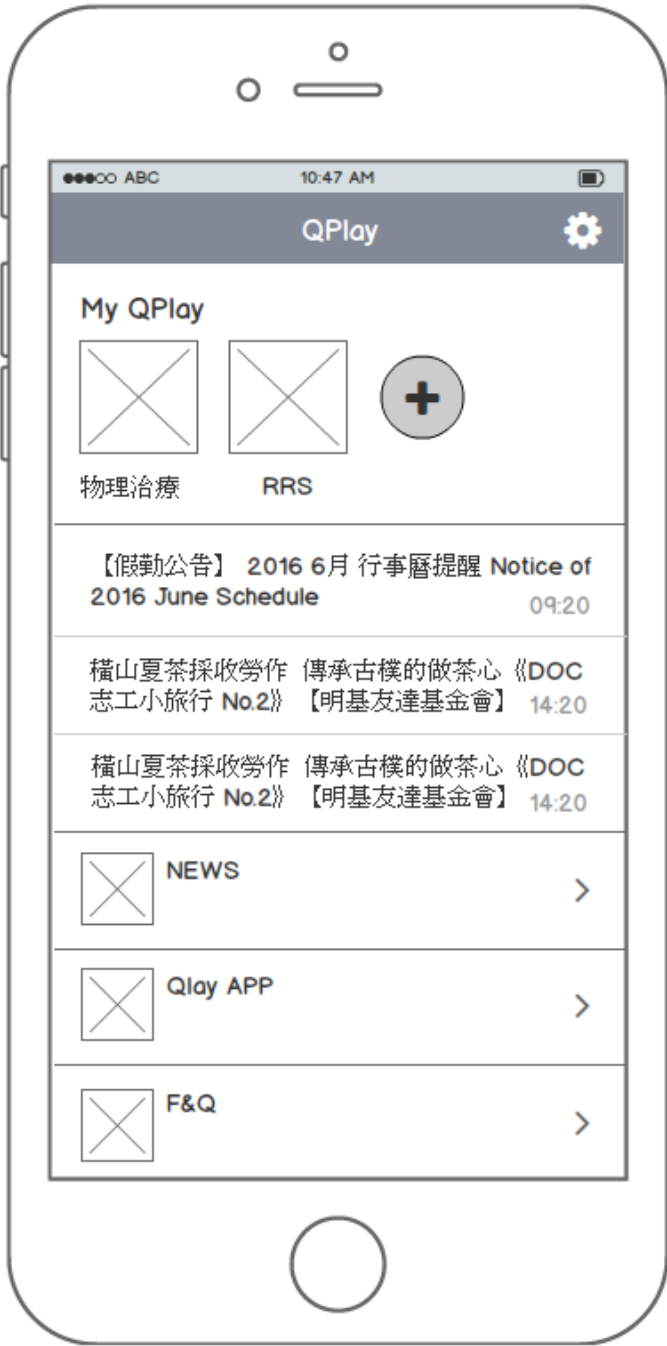 ABC 10:47 AM
QPlay
My QPlay
物理治療 RRS
【假勤公告】 2016 6月 行事曆提醒 Notice of
2016 June Schedule 09:20
橫山夏茶採收勞作 傳承古樸的做茶心《DOC
志工小旅行 No.2》【明基友達基金會】 14:20
橫山夏茶採收勞作 傳承古樸的做茶心《DOC
志工小旅行 No.2》【明基友達基金會】 14:20
NEWS
Qlay APP
F&Q